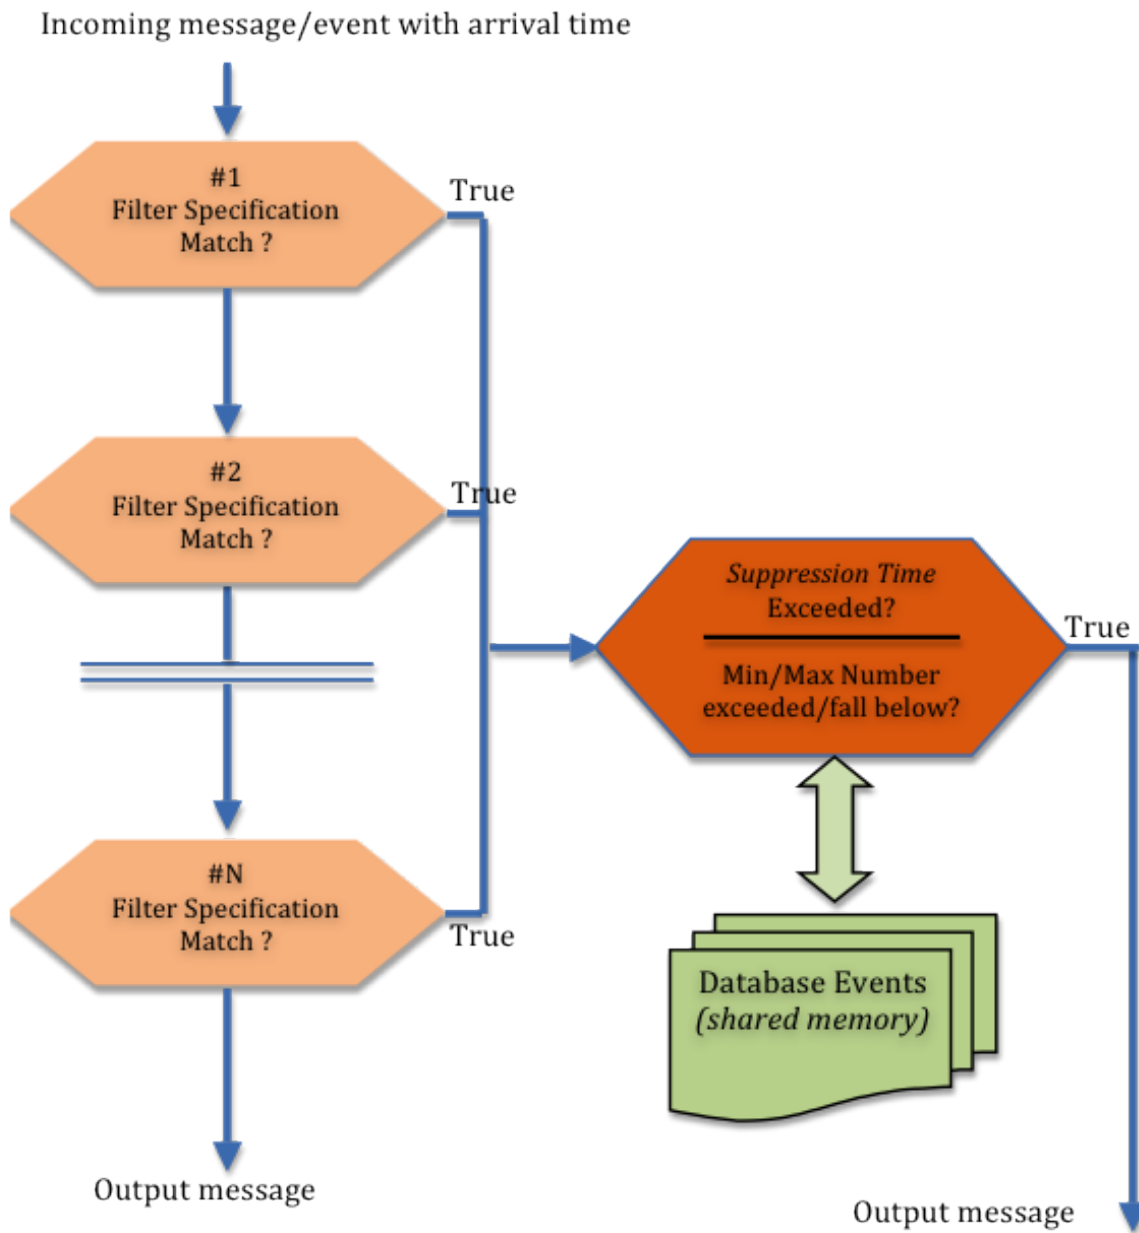 Incoming message/event with arrival time
#1
Filter Specification
Match ?
True
#2
Filter Specification
Match ?
True
Suppression Time
Exceeded?
Min/Max Number
exceeded/fall below?
True
#N
Filter Specification
Match ?
True
Database Events
(shared memory)
Output message
Output message